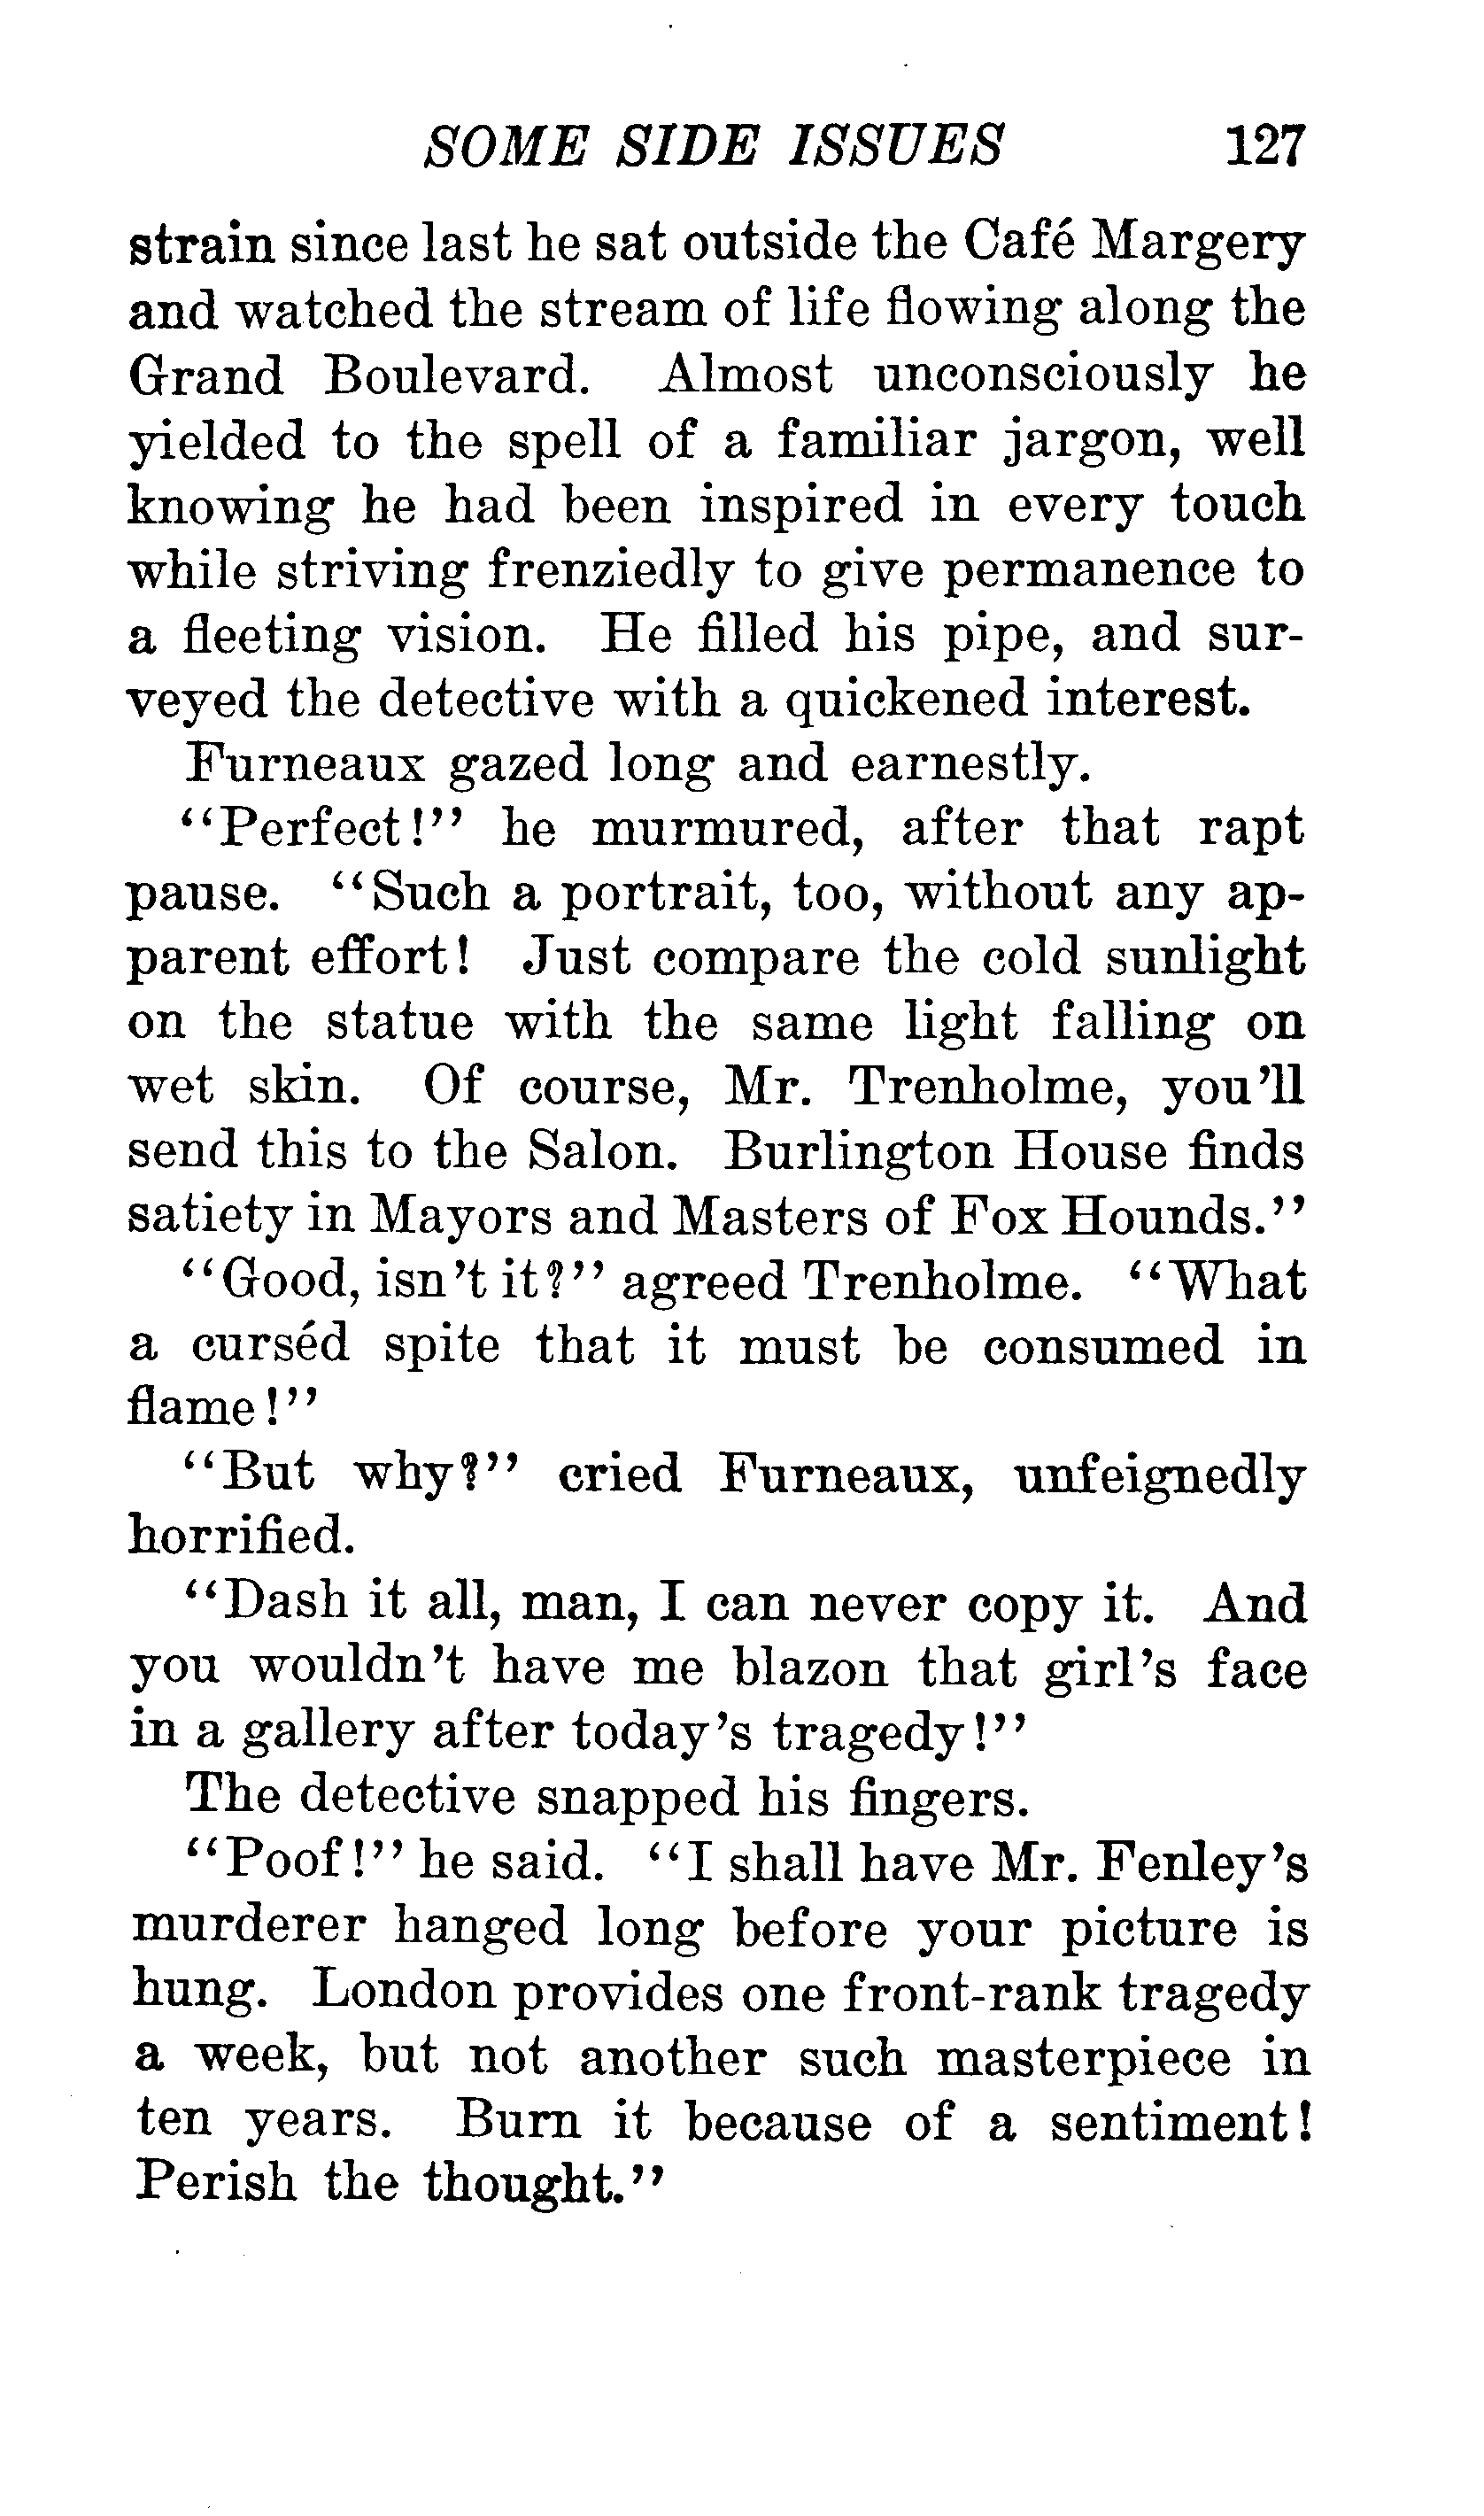 SOME SIDE ISSUES 127
strain since last he sat outside the Café Margery
and watched the stream of life flowing along the
Grand Boulevard. Almost unconsciously he
yielded to the spell of a familiar jargon, well
knowing he had been inspired in every touch
while striving frenziedly to give permanence to
a fleeting vision. He filled his pipe, and sur-
veyed the detective with a quickened interest.
Furneaux gazed long and earnestly.
"Perfect!" he murmured, after that rapt
pause. "Such a portrait, too, without any ap-
parent effort! Just compare the cold sunlight
on the statue with the same light falling on
wet skin. Of course, Mr. Trenholme, you'll
send this to the Salon. Burlington House finds
satiety in Mayors and Masters of Fox Hounds."
"Good, isn't it?" agreed Trenholme. "What
a curséd spite that it must be consumed in
flame!"
"But why?" cried Furneaux, unfeignedly
horrified.
"Dash it all, man, I can never copy it. And
you wouldn't have me blazon that girl's face
in a gallery after today's tragedy!"
The detective snapped his fingers.
"Poof!" he said. "I shall have Mr. Fenley's
murderer hanged long before your picture is
hung. London provides one front-rank tragedy
a week, but not another such masterpiece in
ten years. Burn it because of a sentiment!
Perish the thought."